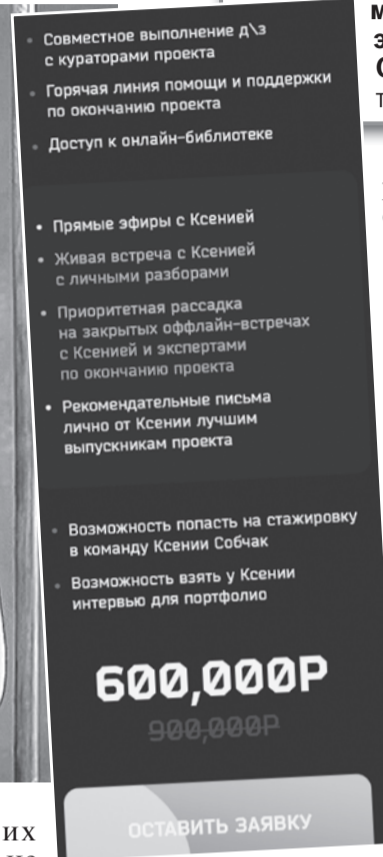 Совместное выполнение д\з
с кураторами проекта
Горячая линия помощи и поддержки
по окончанию проекта
Доступ к онлайн-библиотеке
Прямые эфиры с Ксенией
Живая встреча с Ксенией
с личными разборами
Приоритетная рассадка
на закрытых оффлайн-встречах
с Ксенией и экспертами
по окончанию проекта
Рекомендательные письма
лично от Ксении лучшим
выпускникам проекта
Возможность попасть на стажировку
в команду Ксении Собчак
Возможность взять у Ксении
интервью для портфолио
600,000Р
900,000Р
ОСТАВИТЬ ЗАЯВКУ
их